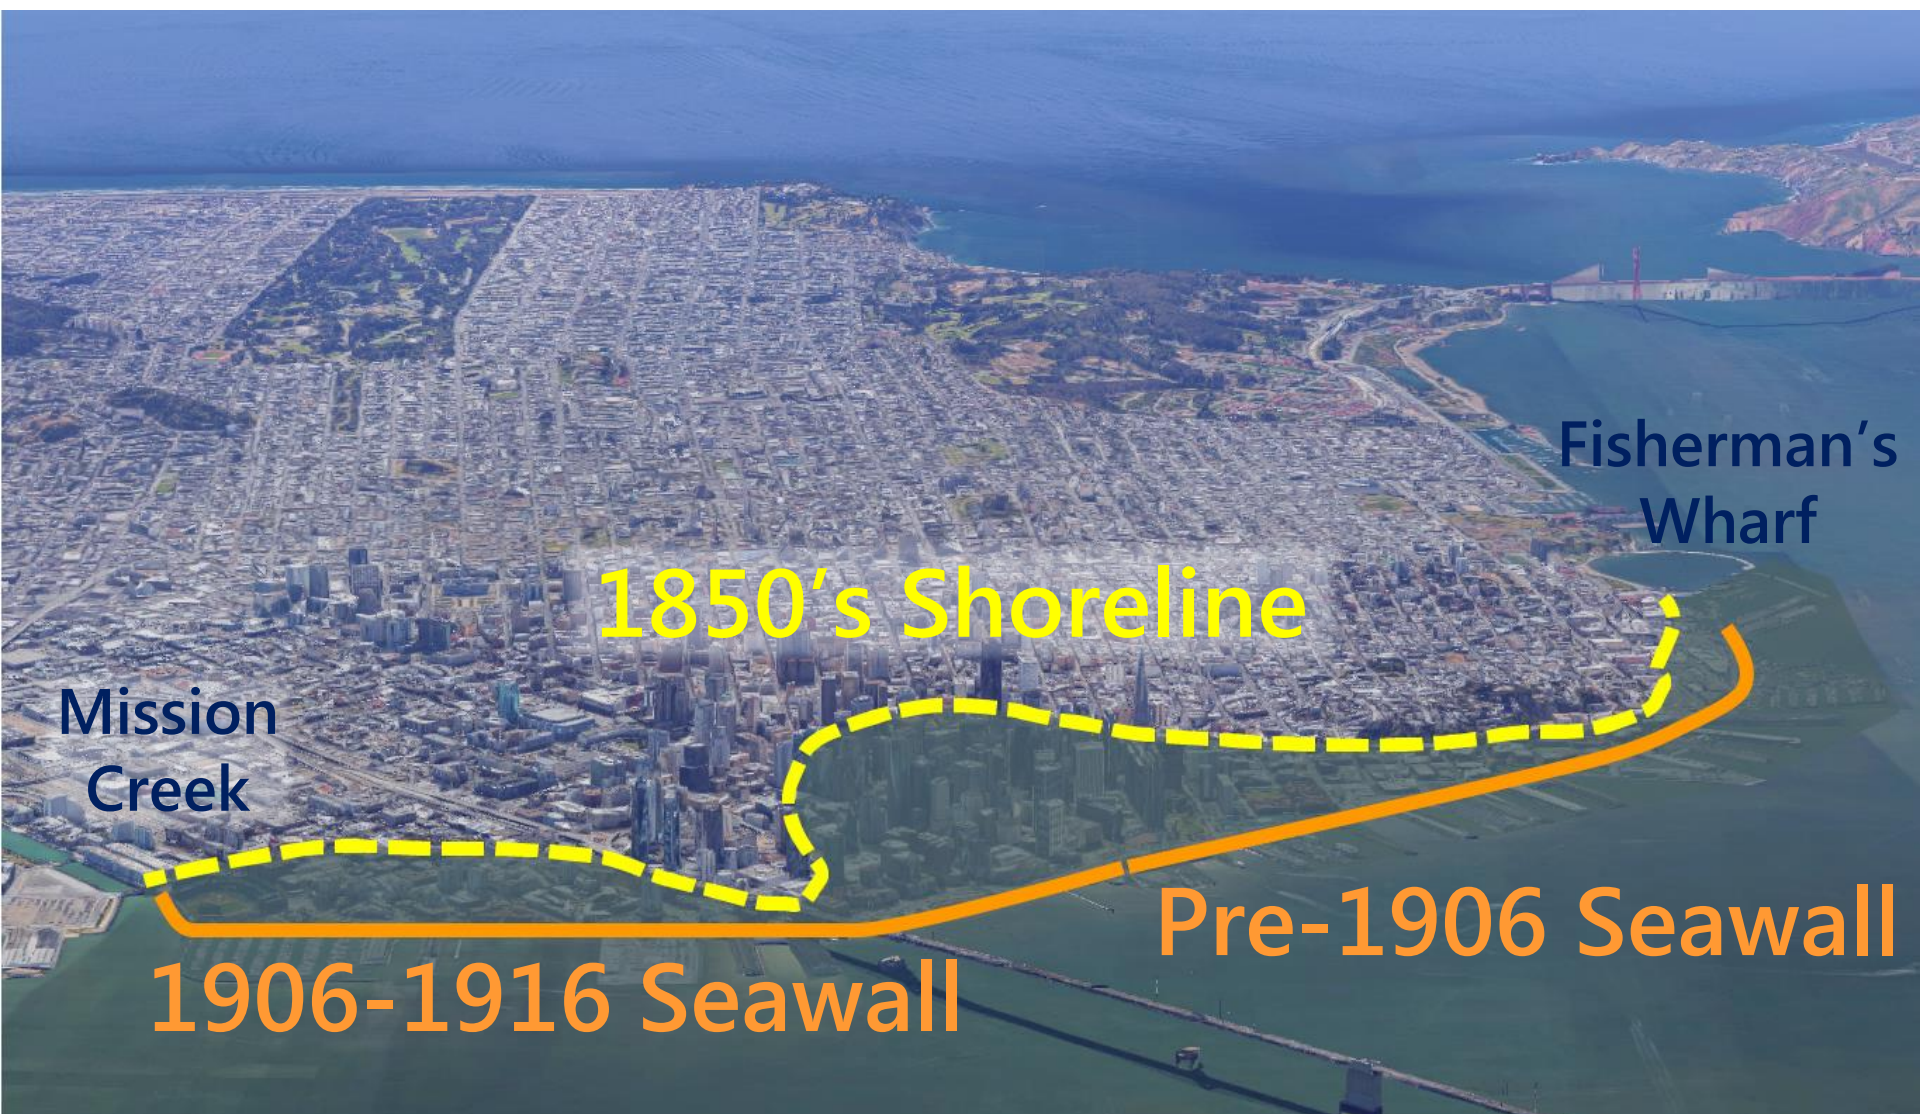 Fisherman's
Wharf
1850's Shoreline
Mission
Creek
Pre-1906 Seawall
1906-1916 Seawall